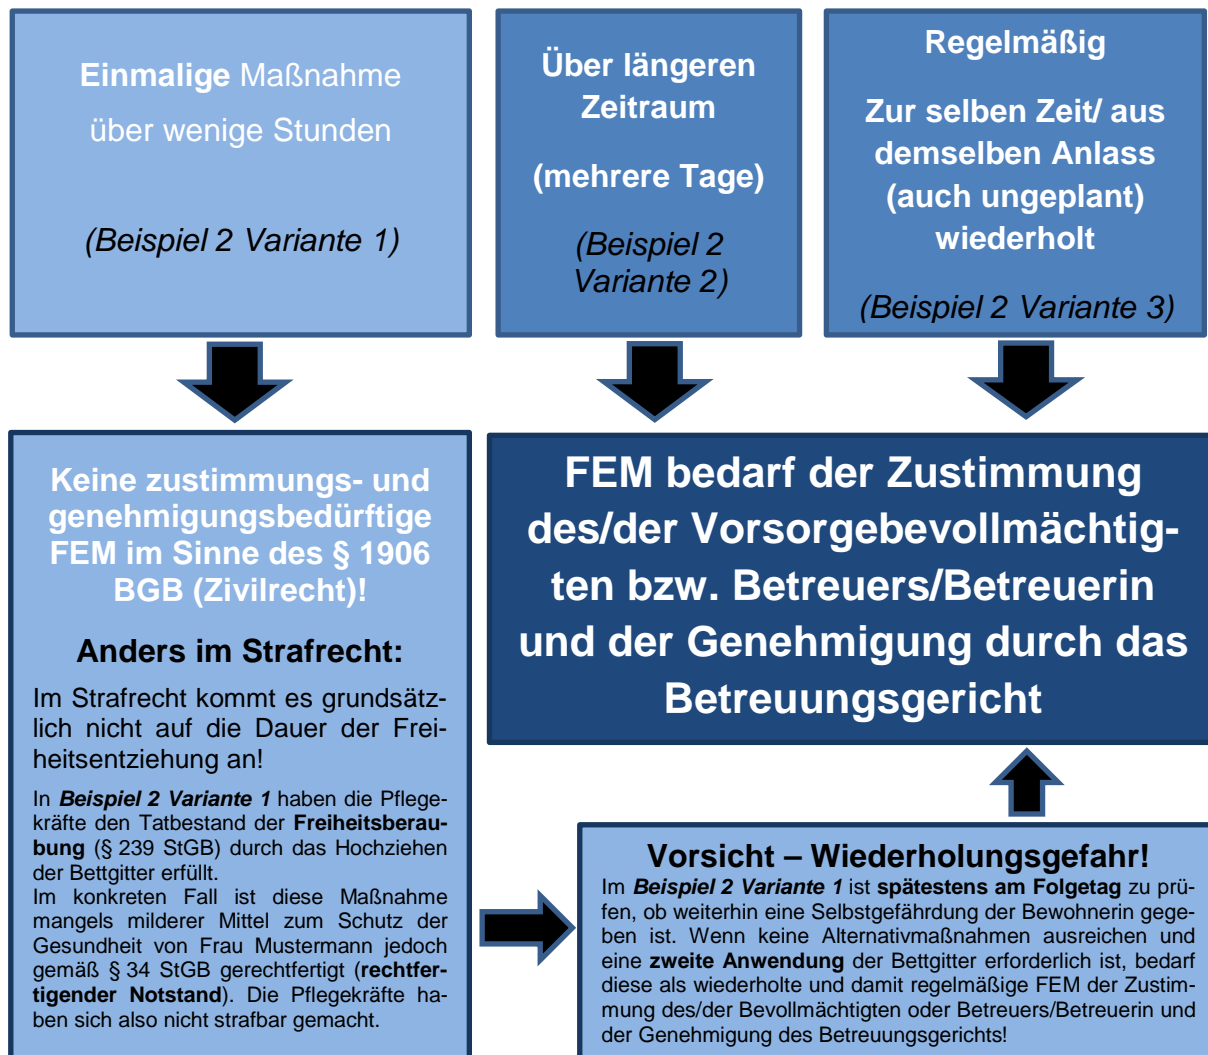 Einmalige Maßnahme
über wenige Stunden
(Beispiel 2 Variante 1)
Über längeren
Zeitraum
(mehrere Tage)
(Beispiel 2
Variante 2)
Regelmäßig
Zur selben Zeit/ aus
demselben Anlass
(auch ungeplant)
wiederholt
(Beispiel 2 Variante 3)
Keine zustimmungs- und
genehmigungsbedürftige
FEM im Sinne des § 1906
BGB (Zivilrecht)!
Anders im Strafrecht:
Im Strafrecht kommt es grundsätz-
lich nicht auf die Dauer der Frei-
heitsentziehung an!
In Beispiel 2 Variante 1 haben die Pflege-
kräfte den Tatbestand der Freiheitsberau-
bung (§ 239 StGB) durch das Hochziehen
der Bettgitter erfüllt.
Im konkreten Fall ist diese Maßnahme
mangels milderer Mittel zum Schutz der
Gesundheit von Frau Mustermann jedoch
gemäß § 34 StGB gerechtfertigt (rechtfer-
tigender Notstand). Die Pflegekräfte ha-
ben sich also nicht strafbar gemacht.
FEM bedarf der Zustimmung
des/der Vorsorgebevollmächtig-
ten bzw. Betreuers/Betreuerin
und der Genehmigung durch das
Betreuungsgericht
Vorsicht – Wiederholungsgefahr!
Im Beispiel 2 Variante 1 ist spätestens am Folgetag zu prü-
fen, ob weiterhin eine Selbstgefährdung der Bewohnerin gege-
ben ist. Wenn keine Alternativmaßnahmen ausreichen und
eine zweite Anwendung der Bettgitter erforderlich ist, bedarf
diese als wiederholte und damit regelmäßige FEM der Zustim-
mung des/der Bevollmächtigten oder Betreuers/Betreuerin und
der Genehmigung des Betreuungsgerichts!